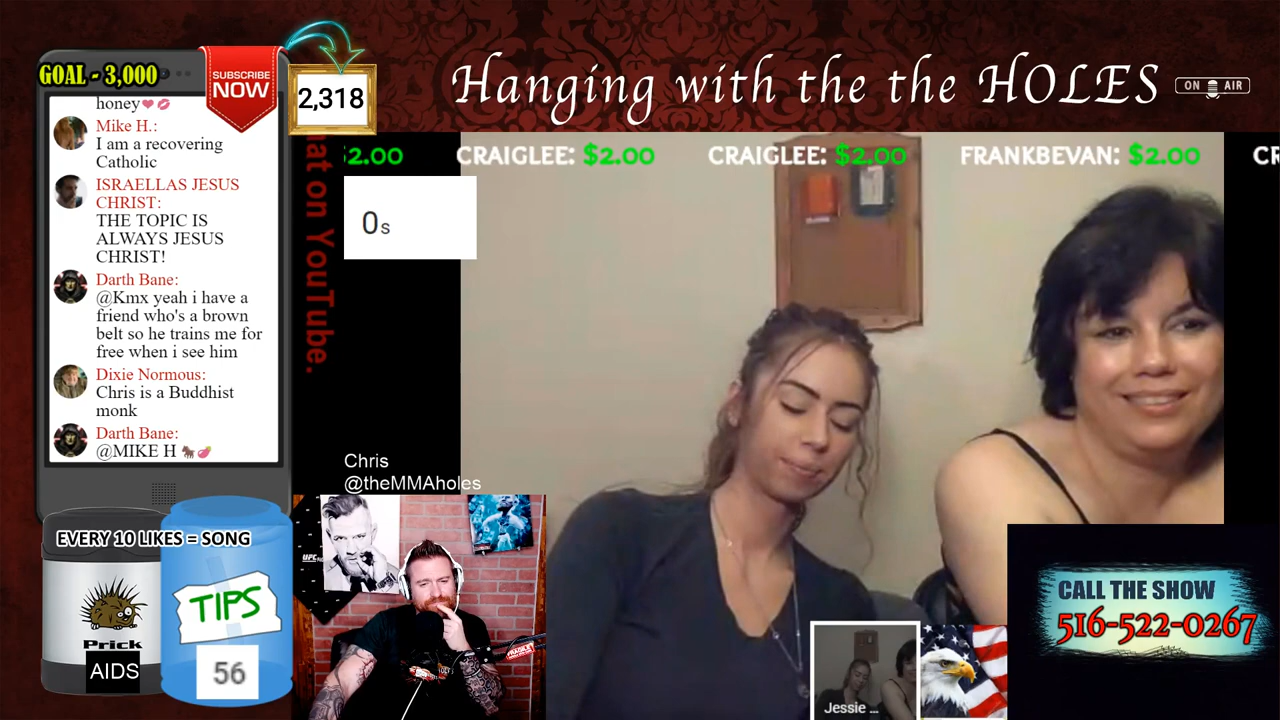 GOAL - 3,000
SUBSCRIBE
NOW
2,318
Hanging with the the HOLES
ON AIR
honey❤💋
Mike H.:
I am a recovering
Catholic
ISRAELLAS JESUS
CHRIST:
THE TOPIC IS
ALWAYS JESUS
CHRIST!
Darth Bane:
@Kmx yeah i have a
friend who's a brown
belt so he trains me for
free when i see him
Dixie Normous:
Chris is a Buddhist
monk
Darth Bane:
@MIKE H
at on YouTube.
$2.00 CRAIGLEE: $2.00 CRAIGLEE: $2.00 FRANKBEVAN: $2.00 CR
0s
Chris
@theMMAholes
UFC
FRAGILE
EVERY 10 LIKES = SONG
Prick
AIDS
TIPS
56
Jessie ...
CALL THE SHOW
516-522-0267